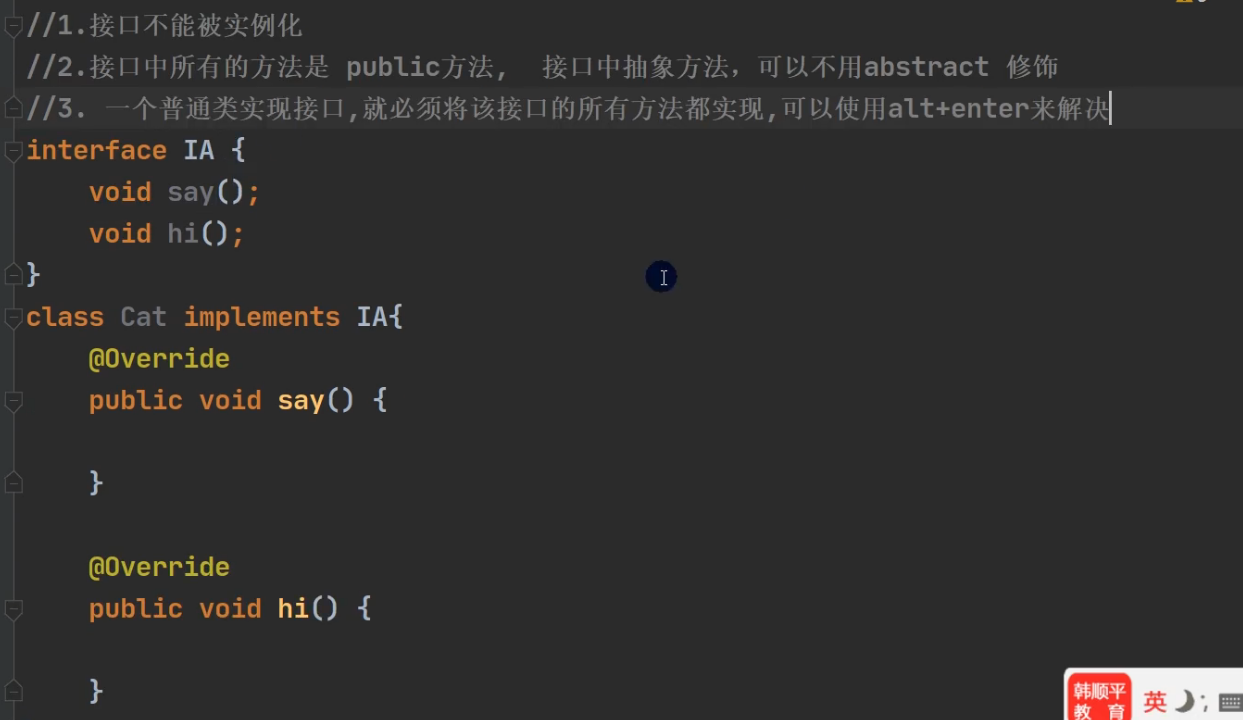 //1.接口不能被实例化
//2.接口中所有的方法是 public方法,  接口中抽象方法，可以不用abstract 修饰
//3. 一个普通类实现接口,就必须将该接口的所有方法都实现,可以使用alt+enter来解决
interface IA {
    void say();
    void hi();
}
class Cat implements IA{
    @Override
    public void say() {
    }
    @Override
    public void hi() {
    }
韩顺平
教 育
英